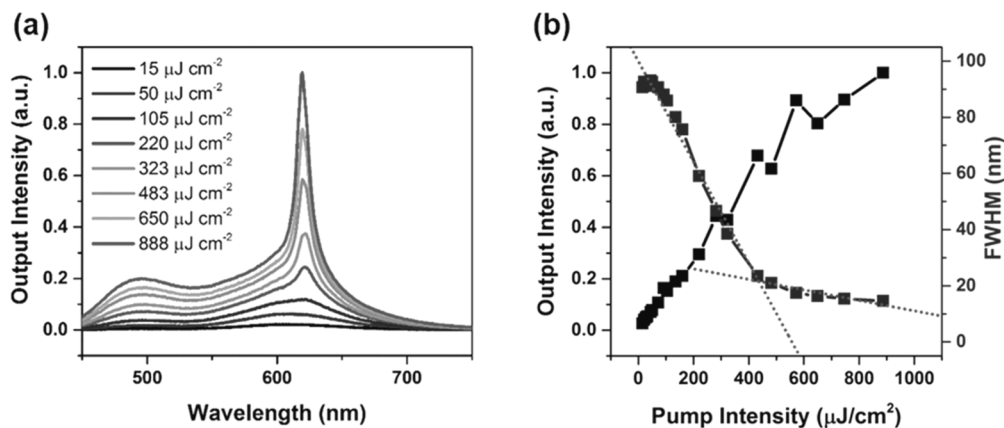 (a)
Output Intensity (a.u.)
1.0
0.8
0.6
0.4
0.2
0.0
15 μJ cm-2
50 μJ cm-2
105 μJ cm-2
220 μJ cm-2
323 μJ cm-2
483 μJ cm-2
650 μJ cm-2
888 μJ cm-2
500
600
700
Wavelength (nm)
(b)
Output Intensity (a.u.)
1.0
0.8
0.6
0.4
0.2
0.0
0
200
400
600
800
1000
Pump Intensity (μJ/cm2)
100
80
60
40
20
0
FWHM (nm)